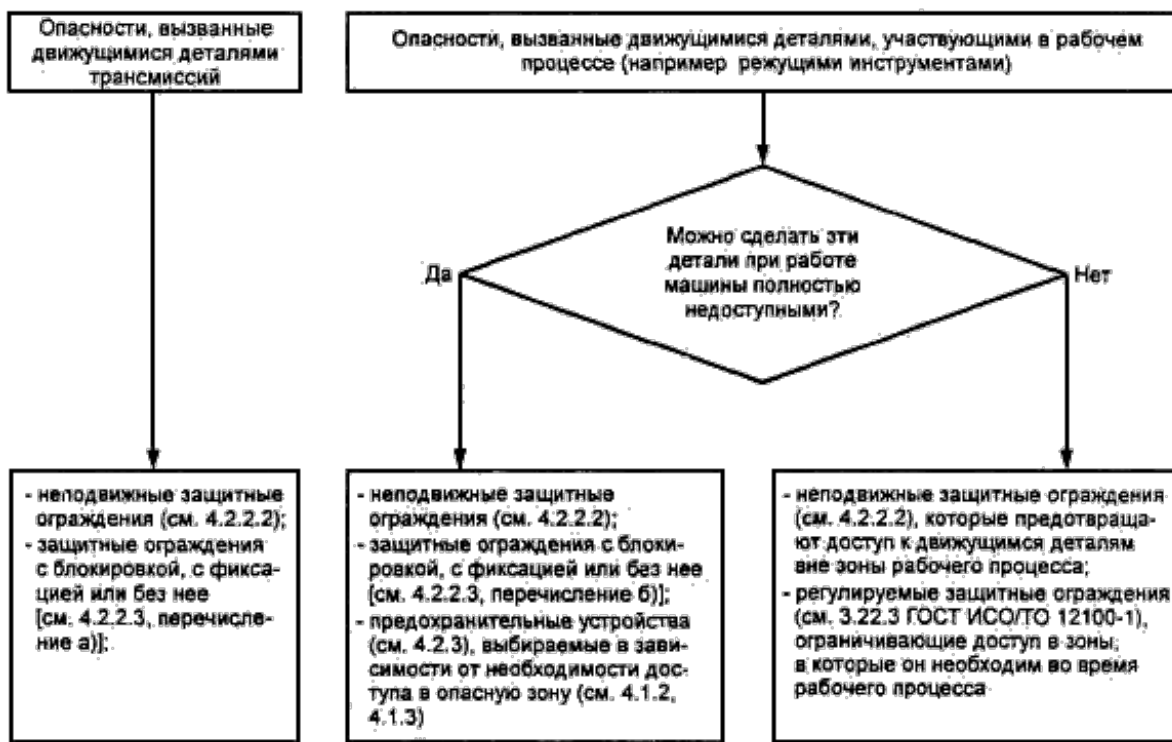 Опасности, вызванные
движущимися деталями
трансмиссий
Опасности, вызванные движущимися деталями, участвующими в рабочем
процессе (например режущими инструментами)
Можно сделать эти
детали при работе
машины полностью
недоступными?
Да
Нет
- неподвижные защитные
ограждения (см. 4.2.2.2);
- защитные ограждения
с блокировкой, с фикса-
цией или без нее
[см. 4.2.2.3, перечисле-
ние а)];
- неподвижные защитные
ограждения (см. 4.2.2.2);
- защитные ограждения с блоки-
ровкой, с фиксацией или без нее
[см. 4.2.2.3, перечисление б)];
- предохранительные устройства
(см. 4.2.3), выбираемые в зави-
симости от необходимости дос-
тупа в опасную зону (см. 4.1.2,
4.1.3)
- неподвижные защитные ограждения
(см. 4.2.2.2), которые предотвраща-
ют доступ к движущимся деталям
вне зоны рабочего процесса;
- регулируемые защитные ограждения
(см. 3.22.3 ГОСТ ИСО/ТО 12100-1),
ограничивающие доступ в зоны,
в которые он необходим во время
рабочего процесса